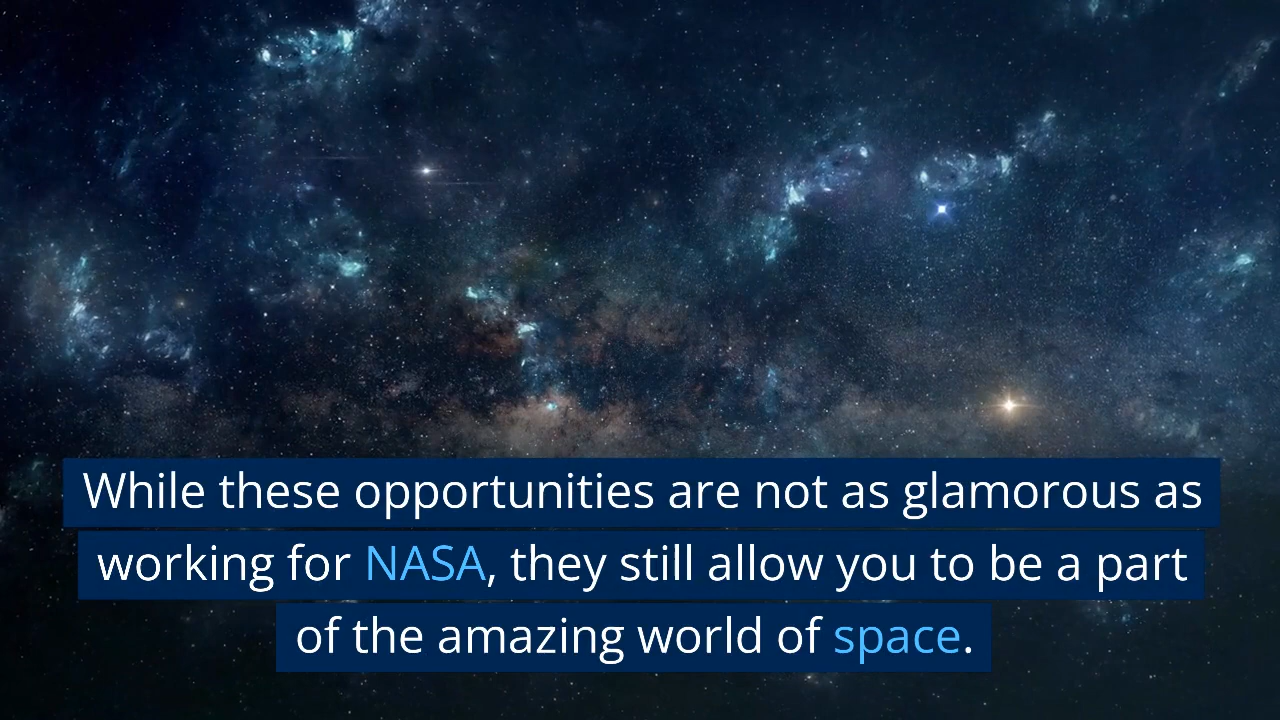 While these opportunities are not as glamorous as
working for NASA, they still allow you to be a part
of the amazing world of space.